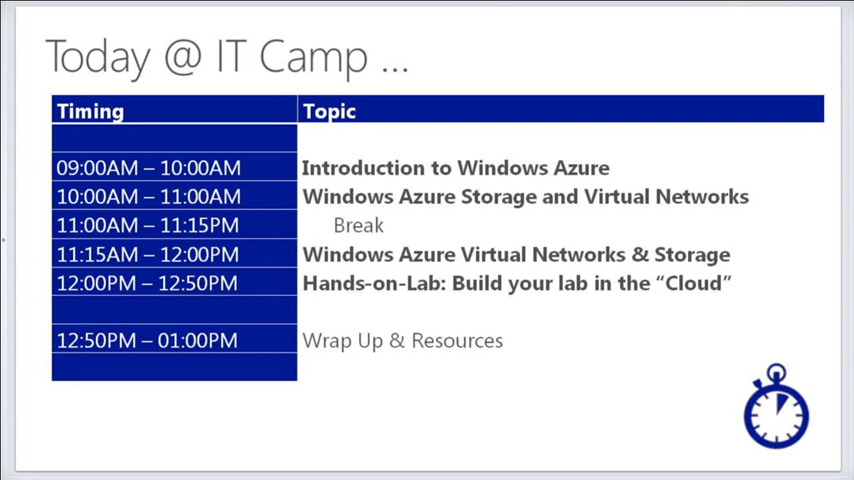 Today @ IT Camp ...
Timing Topic
09:00AM – 10:00AM Introduction to Windows Azure
10:00AM – 11:00AM Windows Azure Storage and Virtual Networks
11:00AM – 11:15PM Break
11:15AM – 12:00PM Windows Azure Virtual Networks & Storage
12:00PM – 12:50PM Hands-on-Lab: Build your lab in the “Cloud”
12:50PM – 01:00PM Wrap Up & Resources